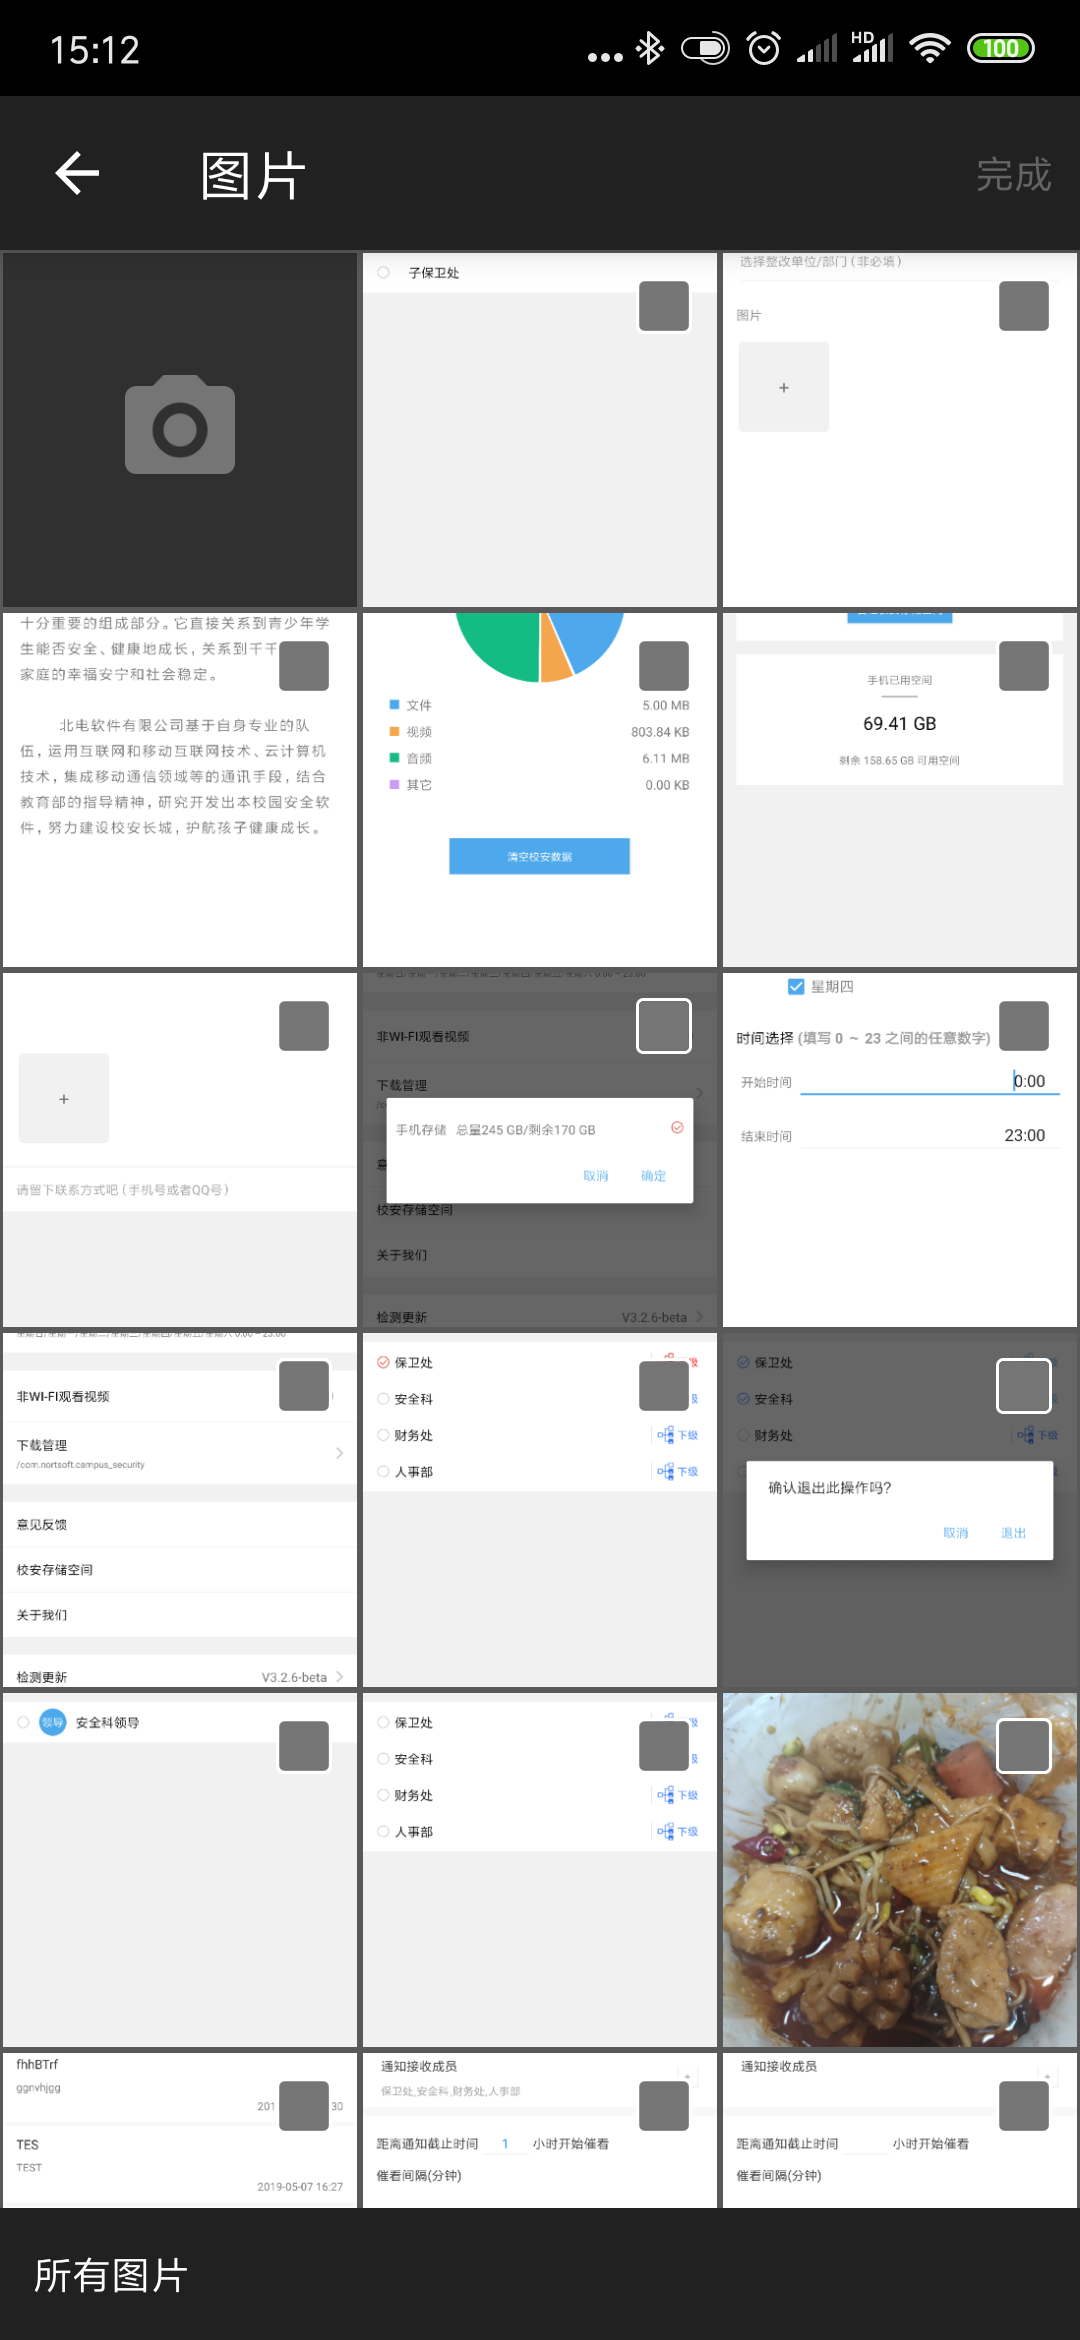 15:12
HD
100
图片
完成
子保卫处
选择整改单位/部门 (非必填)
图片
+
十分重要的组成部分。它直接关系到青少年学
生能否安全、健康地成长,关系到千千
家庭的幸福安宁和社会稳定。
北电软件有限公司基于自身专业的队
伍,运用互联网和移动互联网技术、云计算机
技术,集成移动通信领域等的通讯手段,结合
教育部的指导精神,研究开发出本校园安全软
件,努力建设校安长城,护航孩子健康成长。
文件 5.00 MB
视频 803.84 KB
音频 6.11 MB
其它 0.00 KB
清空校安数据
手机已用空间
69.41 GB
剩余 158.65 GB 可用空间
+
请留下联系方式吧 (手机号或者QQ号)
非WI-FI观看视频
下载管理
手机存储 总量245 GB/剩余170 GB
取消 确定
校安存储空间
关于我们
检测更新 V3.2.6-beta
星期四
时间选择 (填写 0 ~ 23 之间的任意数字)
开始时间 0:00
结束时间 23:00
非WI-FI观看视频
下载管理
/com.nortsoft.campus_security
意见反馈
校安存储空间
关于我们
检测更新 V3.2.6-beta
保卫处
安全科
财务处 下级
人事部 下级
保卫处
安全科
财务处 下级
确认退出此操作吗?
取消 退出
领导 安全科领导
保卫处
安全科
财务处 下级
人事部 下级
fhhBTrf
ggnvhjgg
201 30
TES
TEST
2019-05-07 16:27
通知接收成员
保卫处,安全科,财务处,人事部
距离通知截止时间 1 小时开始催看
催看间隔(分钟)
通知接收成员
距离通知截止时间 小时开始催看
催看间隔(分钟)
所有图片